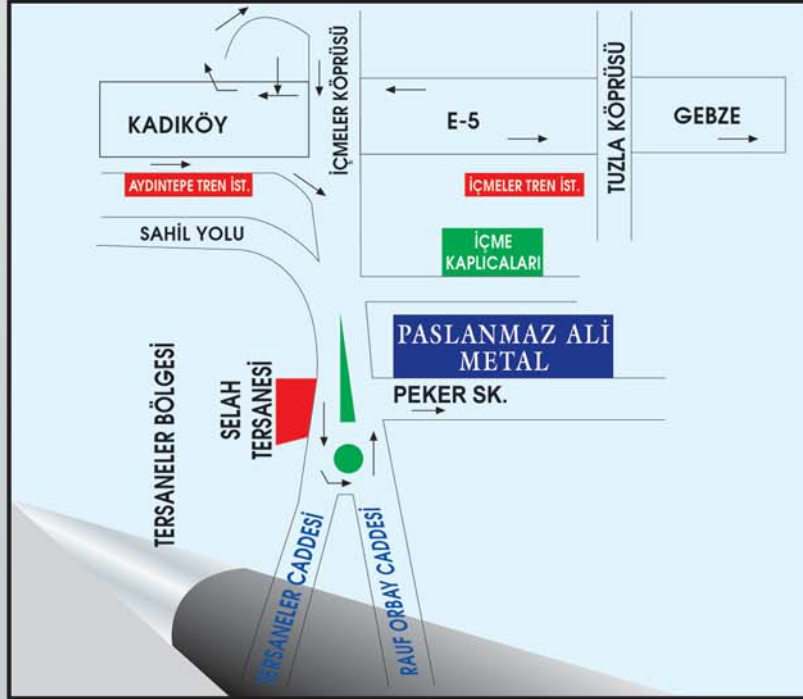 İÇMELER KÖPRÜSÜ
KADIKÖY
E-5
TUZLA KÖPRÜSÜ
GEBZE
AYDINTEPE TREN İST.
İÇMELER TREN İST.
SAHİL YOLU
İÇME
KAPLICALARI
PASLANMAZ ALİ
METAL
PEKER SK.
SELAH
TERSANESİ
TERSANELER BÖLGESİ
TERSANELER CADDESİ
RAUF ORBAY CADDESİ